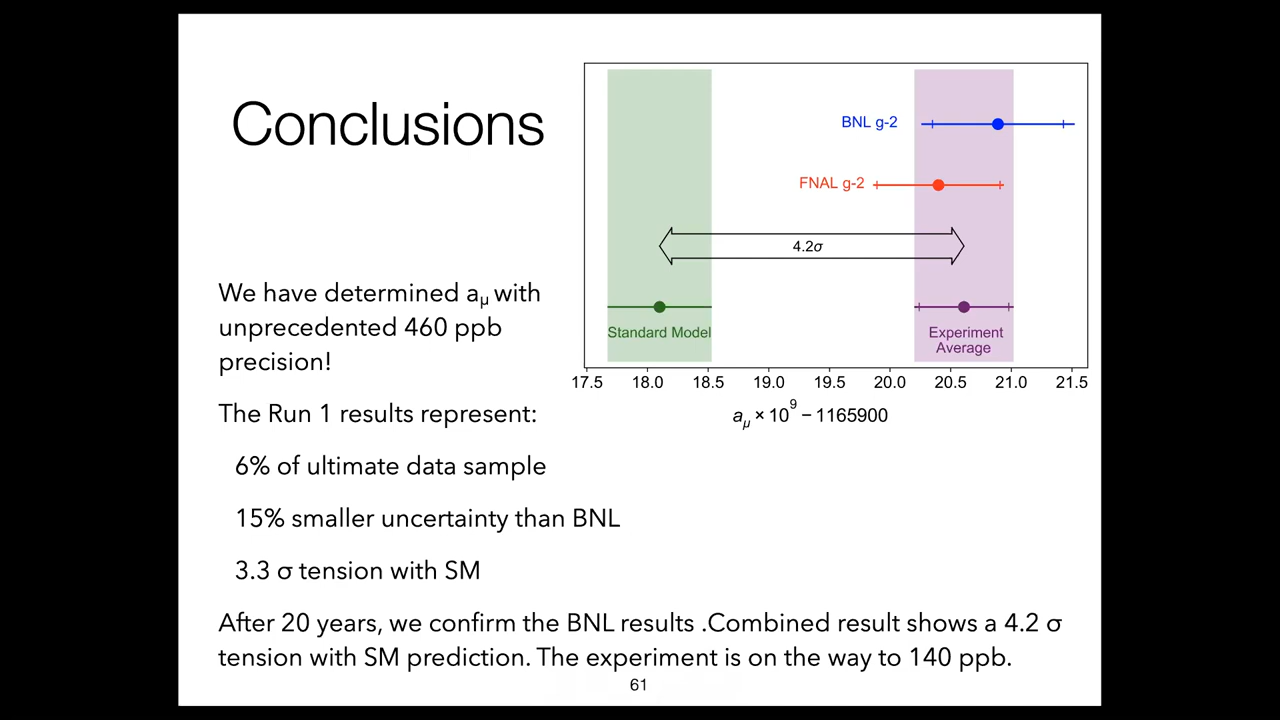 Conclusions
BNL g-2
FNAL g-2
4.2σ
Standard Model
Experiment
Average
17.5 18.0 18.5 19.0 19.5 20.0 20.5 21.0 21.5
aμ × 10⁹ − 1165900
We have determined aμ with
unprecedented 460 ppb
precision!
The Run 1 results represent:
6% of ultimate data sample
15% smaller uncertainty than BNL
3.3 σ tension with SM
After 20 years, we confirm the BNL results .Combined result shows a 4.2 σ
tension with SM prediction. The experiment is on the way to 140 ppb.
61